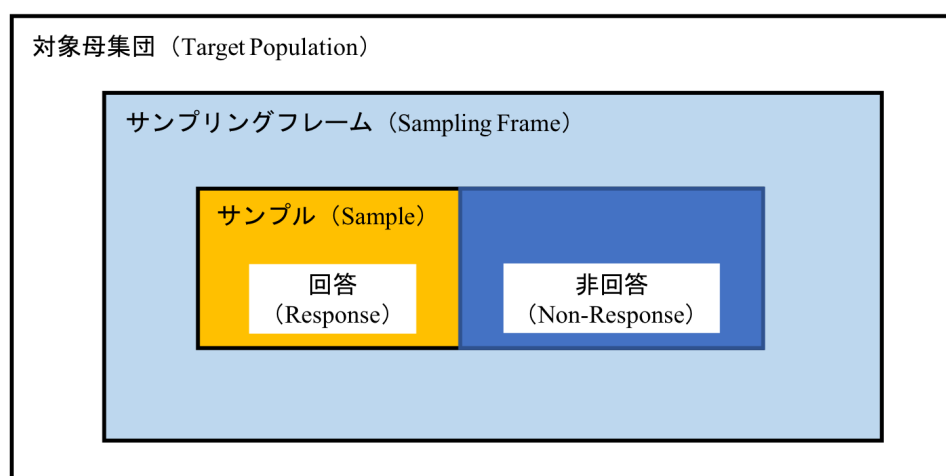 対象母集団（Target Population）
サンプリングフレーム（Sampling Frame）
サンプル（Sample）
回答
（Response）
非回答
（Non-Response）